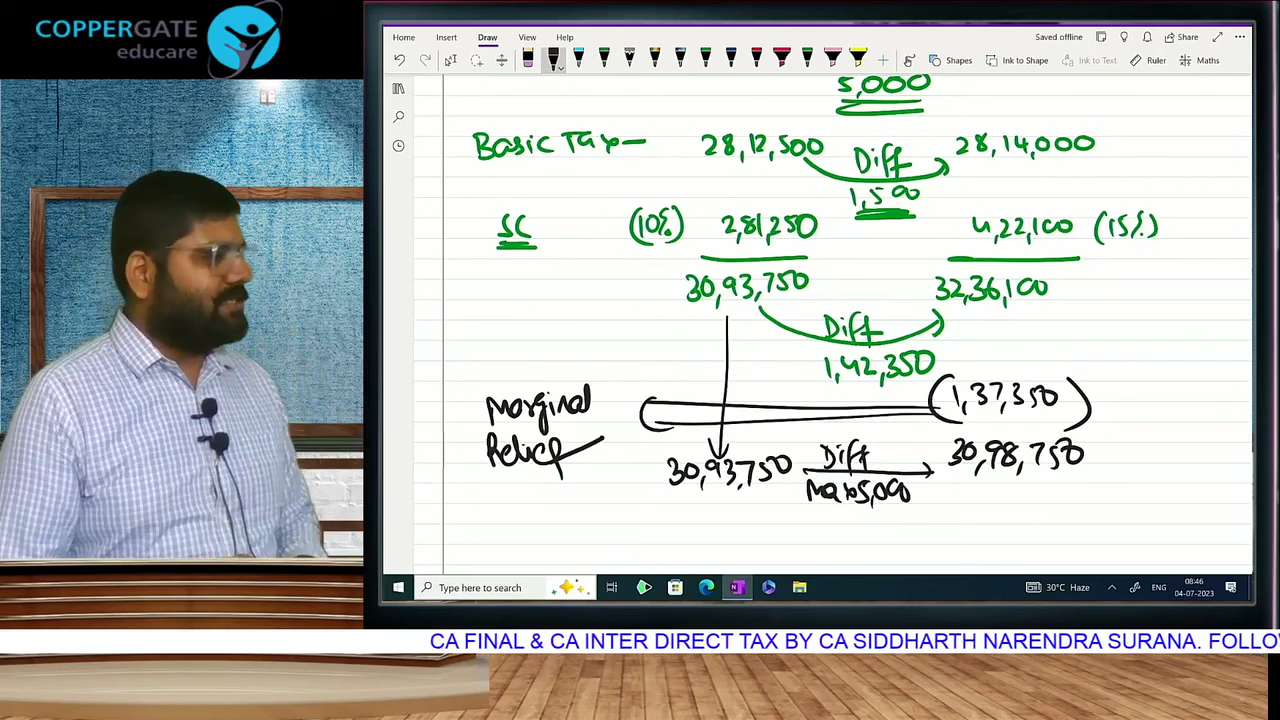 COPPERGATE
educare
Home Insert Draw View Help
Saved offline Share
Shapes Ink to Shape Ink to Text Ruler Maths
5,000
Basic Tax— 28,12,500 Diff 28,14,000
1,500
SC (10%) 2,81,250 4,22,100 (15%)
30,93,750 32,36,100
Diff
1,42,350
Marginal (1,37,350)
Relief
30,93,750 Diff 30,98,750
Max 5,000
Type here to search
30°C Haze ENG 08:46
04-07-2023
CA FINAL & CA INTER DIRECT TAX BY CA SIDDHARTH NARENDRA SURANA. FOLLO